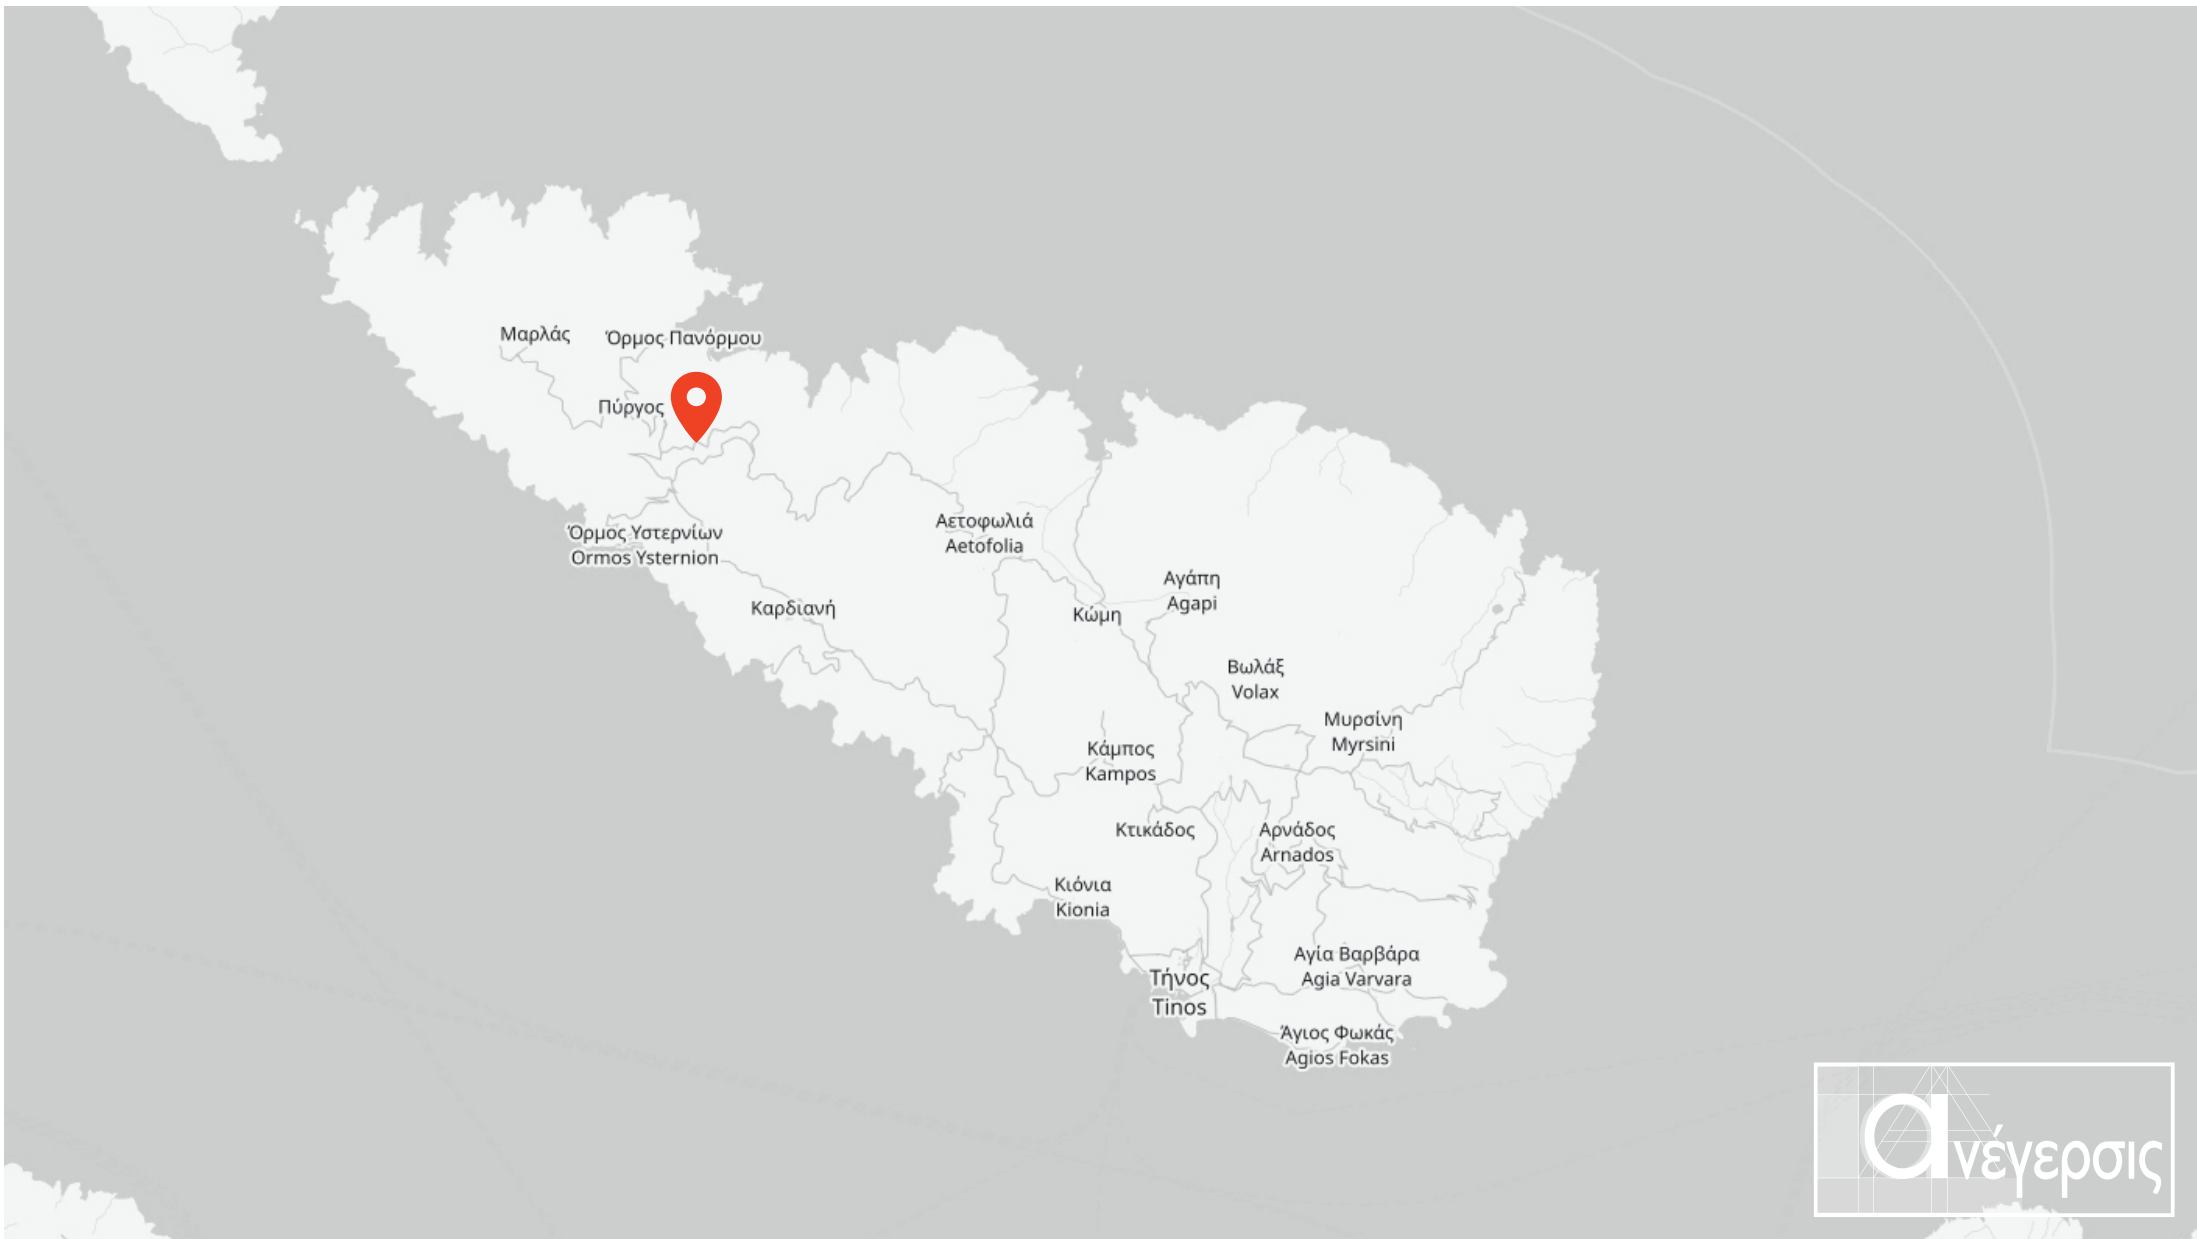 Μαρλάς
Όρμος Πανόρμου
Πύργος
Όρμος Υστερνίων
Ormos Ysternion
Αετοφωλιά
Aetofolia
Καρδιανή
Κώμη
Αγάπη
Agapi
Βωλάξ
Volax
Μυρσίνη
Myrsini
Κάμπος
Kampos
Κτικάδος
Αρνάδος
Arnados
Κιόνια
Kionia
Αγία Βαρβάρα
Agia Varvara
Τήνος
Tinos
Άγιος Φωκάς
Agios Fokas
ανέγερσις